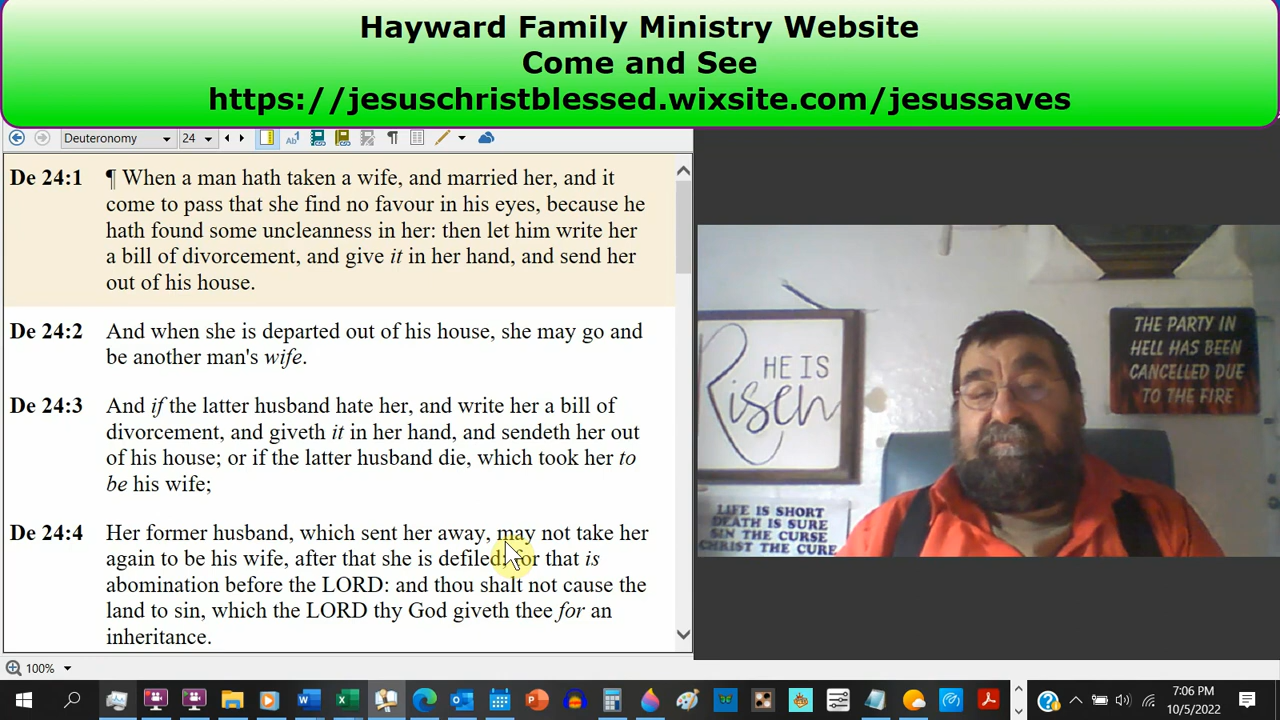 Hayward Family Ministry Website
Come and See
https://jesuschristblessed.wixsite.com/jesussaves
Deuteronomy 24
De 24:1 ¶ When a man hath taken a wife, and married her, and it
come to pass that she find no favour in his eyes, because he
hath found some uncleanness in her: then let him write her
a bill of divorcement, and give it in her hand, and send her
out of his house.
De 24:2 And when she is departed out of his house, she may go and
be another man's wife.
De 24:3 And if the latter husband hate her, and write her a bill of
divorcement, and giveth it in her hand, and sendeth her out
of his house; or if the latter husband die, which took her to
be his wife;
De 24:4 Her former husband, which sent her away, may not take her
again to be his wife, after that she is defiled; for that is
abomination before the LORD: and thou shalt not cause the
land to sin, which the LORD thy God giveth thee for an
inheritance.
HE IS
Risen
THE PARTY IN
HELL HAS BEEN
CANCELLED DUE
TO THE FIRE
LIFE IS SHORT
DEATH IS SURE
SIN THE CURSE
CHRIST THE CURE
100%
7:06 PM
10/5/2022